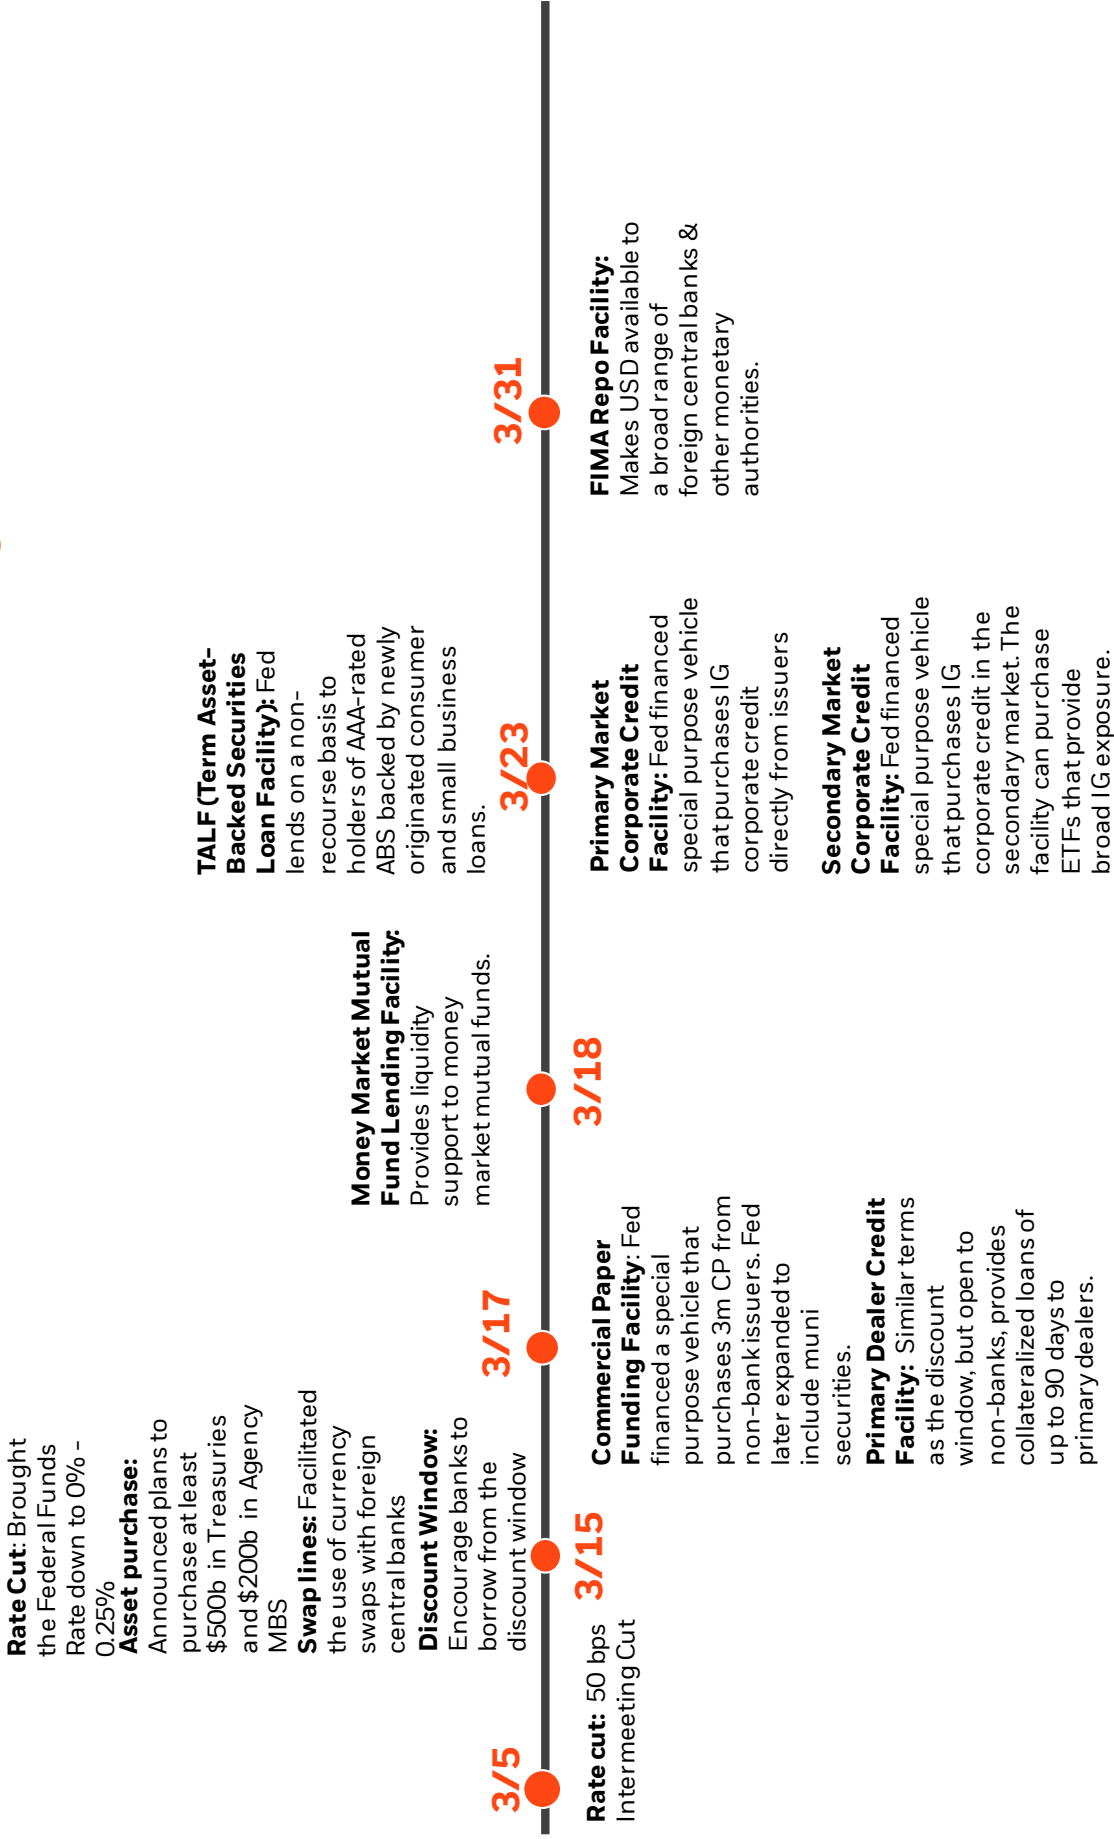 3/5
Rate cut: 50 bps
Intermeeting Cut
Rate Cut: Brought
the Federal Funds
Rate down to 0% -
0.25%
Asset purchase:
Announced plans to
purchase at least
$500b in Treasuries
and $200b in Agency
MBS
Swap lines: Facilitated
the use of currency
swaps with foreign
central banks
Discount Window:
Encourage banks to
borrow from the
discount window
3/15
3/17
Commercial Paper
Funding Facility: Fed
financed a special
purpose vehicle that
purchases 3m CP from
non-bank issuers. Fed
later expanded to
include muni
securities.
Primary Dealer Credit
Facility: Similar terms
as the discount
window, but open to
non-banks, provides
collateralized loans of
up to 90 days to
primary dealers.
Money Market Mutual
Fund Lending Facility:
Provides liquidity
support to money
market mutual funds.
3/18
TALF (Term Asset-
Backed Securities
Loan Facility): Fed
lends on a non-
recourse basis to
holders of AAA-rated
ABS backed by newly
originated consumer
and small business
loans.
3/23
Primary Market
Corporate Credit
Facility: Fed financed
special purpose vehicle
that purchases IG
corporate credit
directly from issuers
Secondary Market
Corporate Credit
Facility: Fed financed
special purpose vehicle
that purchases IG
corporate credit in the
secondary market. The
facility can purchase
ETFs that provide
broad IG exposure.
3/31
FIMA Repo Facility:
Makes USD available to
a broad range of
foreign central banks &
other monetary
authorities.